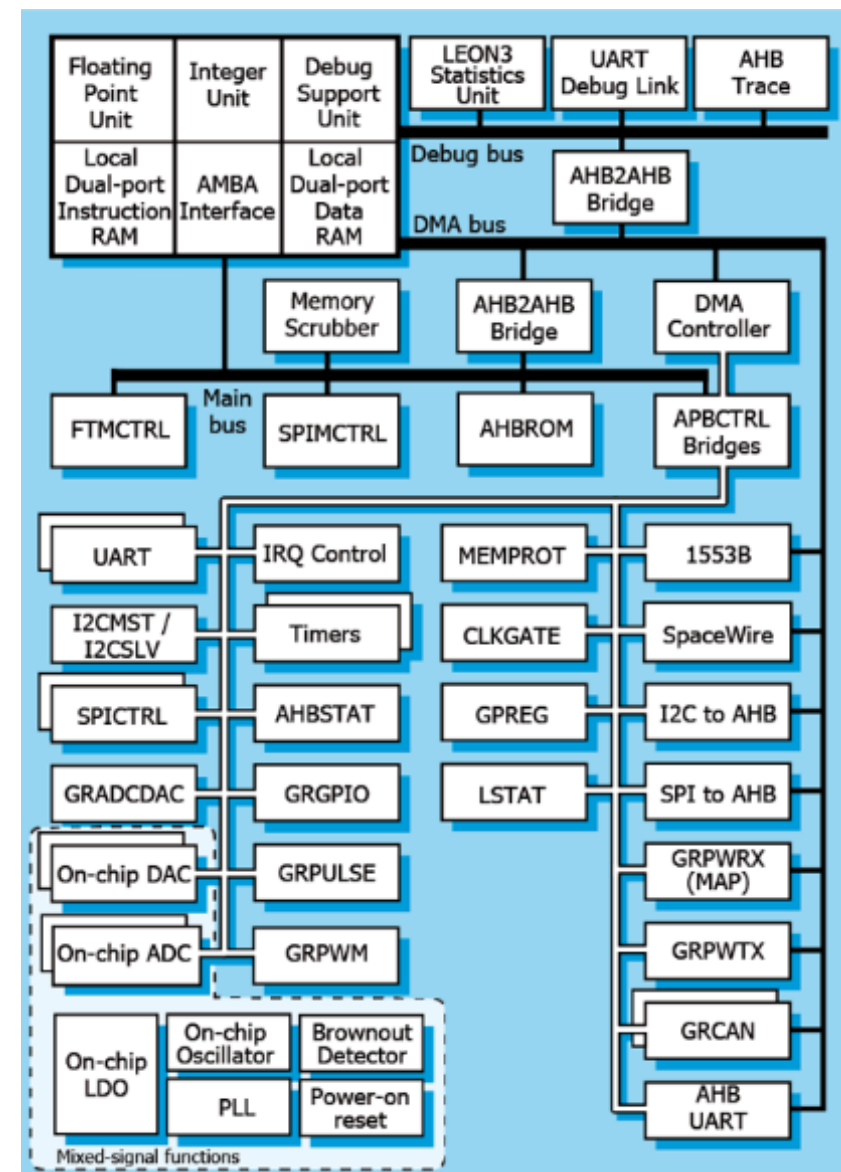 Floating
Point
Unit
Integer
Unit
Debug
Support
Unit
LEON3
Statistics
Unit
UART
Debug Link
AHB
Trace
Debug bus
Local
Dual-port
Instruction
RAM
AMBA
Interface
Local
Dual-port
Data
RAM
AHB2AHB
Bridge
DMA bus
Memory
Scrubber
AHB2AHB
Bridge
DMA
Controller
Main
bus
FTMCTRL
SPIMCTRL
AHBROM
APBCTRL
Bridges
UART
IRQ Control
MEMPROT
1553B
I2CMST /
I2CSLV
Timers
CLKGATE
SpaceWire
SPICTRL
AHBSTAT
GPREG
I2C to AHB
GRADCDAC
GRGPIO
LSTAT
SPI to AHB
On-chip DAC
GRPULSE
GRPWRX
(MAP)
On-chip ADC
GRPWM
GRPWTX
On-chip
LDO
On-chip
Oscillator
Brownout
Detector
GRCAN
PLL
Power-on
reset
AHB
UART
Mixed-signal functions